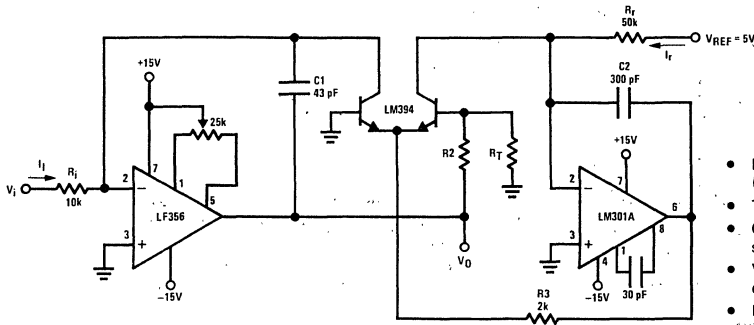 Rr
50k
VREF = 5V
Ir
C1
43 pF
LM394
C2
300 pF
+15V
25k
R2
RT
+15V
Ii
Ri
10k
Vi
2
7
1
5
LF356
3
−15V
VO
2
7
6
LM301A
8
3
4
1
−15V
30 pF
R3
2k